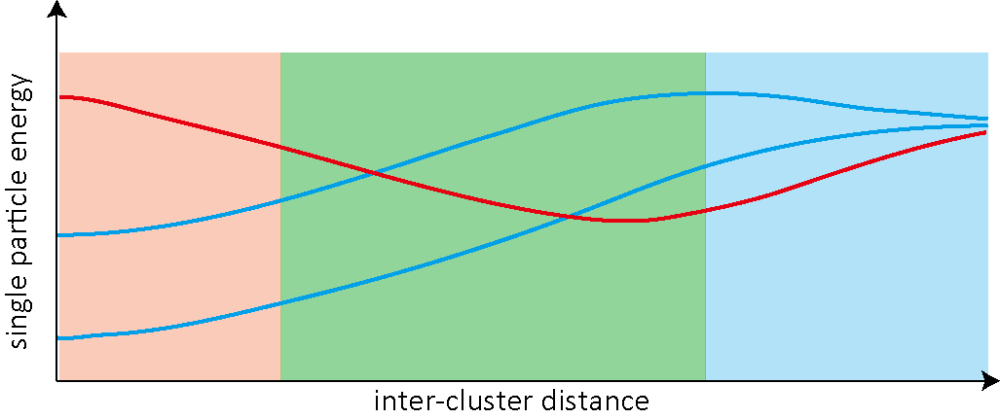 single particle energy
inter-cluster distance